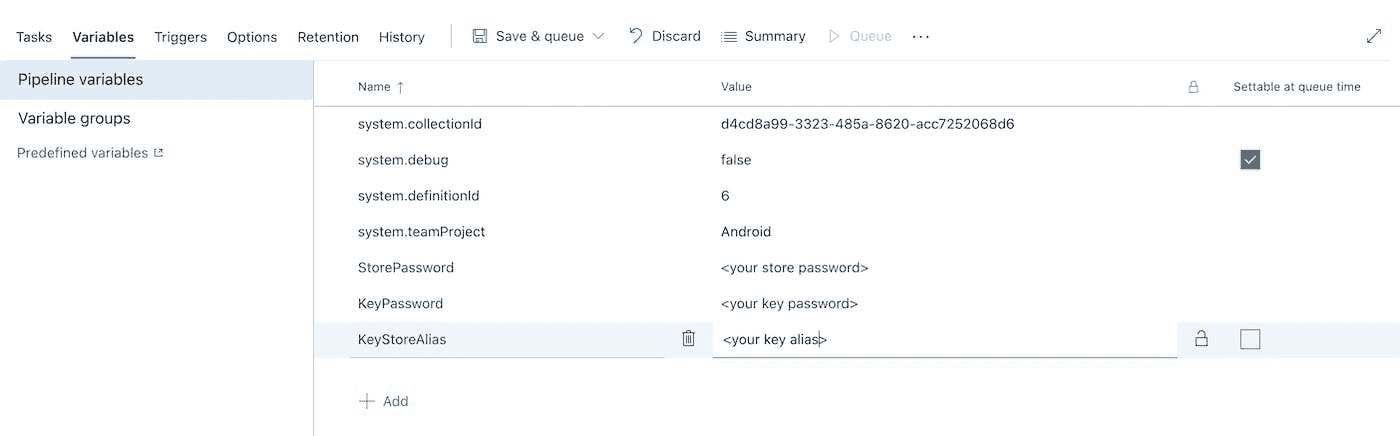 Tasks Variables Triggers Options Retention History Save & queue Discard Summary Queue ...
Pipeline variables
Variable groups
Predefined variables
Name ↑ Value Settable at queue time
system.collectionId d4cd8a99-3323-485a-8620-acc7252068d6
system.debug false
system.definitionId 6
system.teamProject Android
StorePassword <your store password>
KeyPassword <your key password>
KeyStoreAlias <your key alias>
+ Add